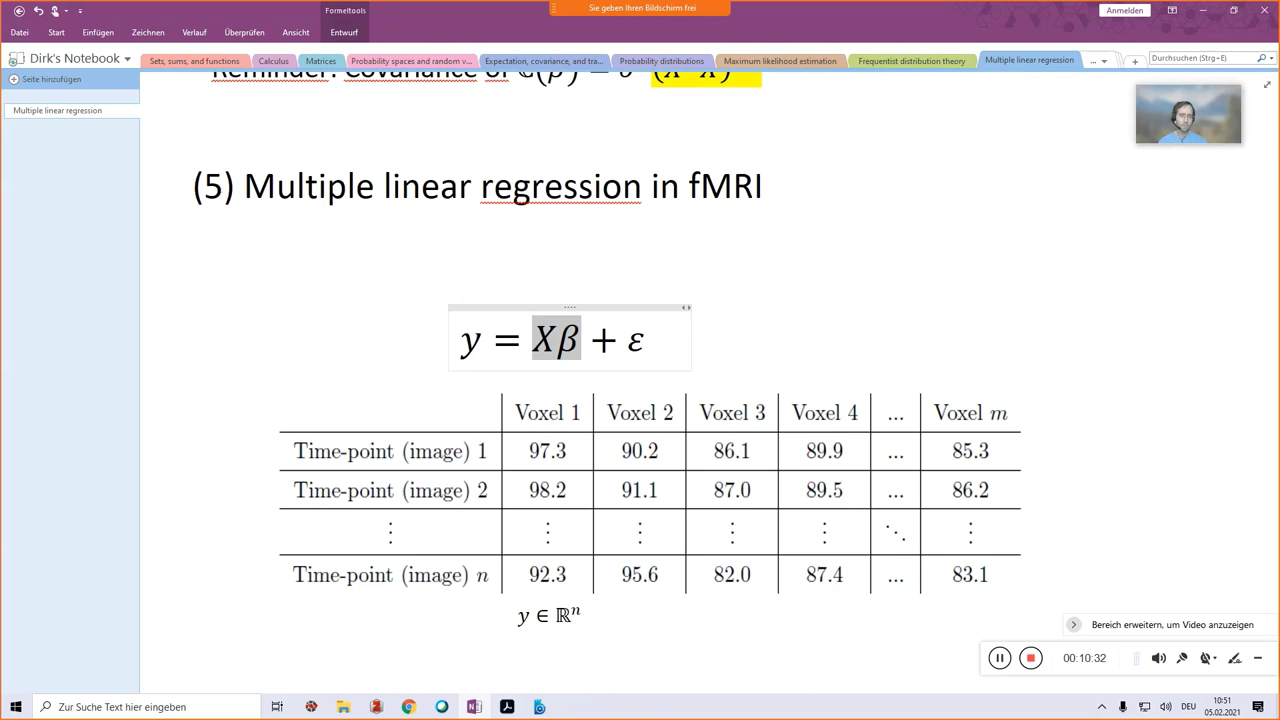 Formeltools
Sie geben Ihren Bildschirm frei
Anmelden
Datei Start Einfügen Zeichnen Verlauf Überprüfen Ansicht Entwurf
Dirk's Notebook
Sets, sums, and functions Calculus Matrices Probability spaces and random v... Expectation, covariance, and tra... Probability distributions Maximum likelihood estimation Frequentist distribution theory Multiple linear regression ... Durchsuchen (Strg+E)
Seite hinzufügen
Multiple linear regression
Reminder: Covariance of
(5) Multiple linear regression in fMRI
y = Xβ + ε
Voxel 1 Voxel 2 Voxel 3 Voxel 4 ... Voxel m
Time-point (image) 1 97.3 90.2 86.1 89.9 ... 85.3
Time-point (image) 2 98.2 91.1 87.0 89.5 ... 86.2
⋮ ⋮ ⋮ ⋮ ⋮ ⋱ ⋮
Time-point (image) n 92.3 95.6 82.0 87.4 ... 83.1
y ∈ ℝⁿ
Bereich erweitern, um Video anzuzeigen
00:10:32
Zur Suche Text hier eingeben
DEU
10:51
05.02.2021